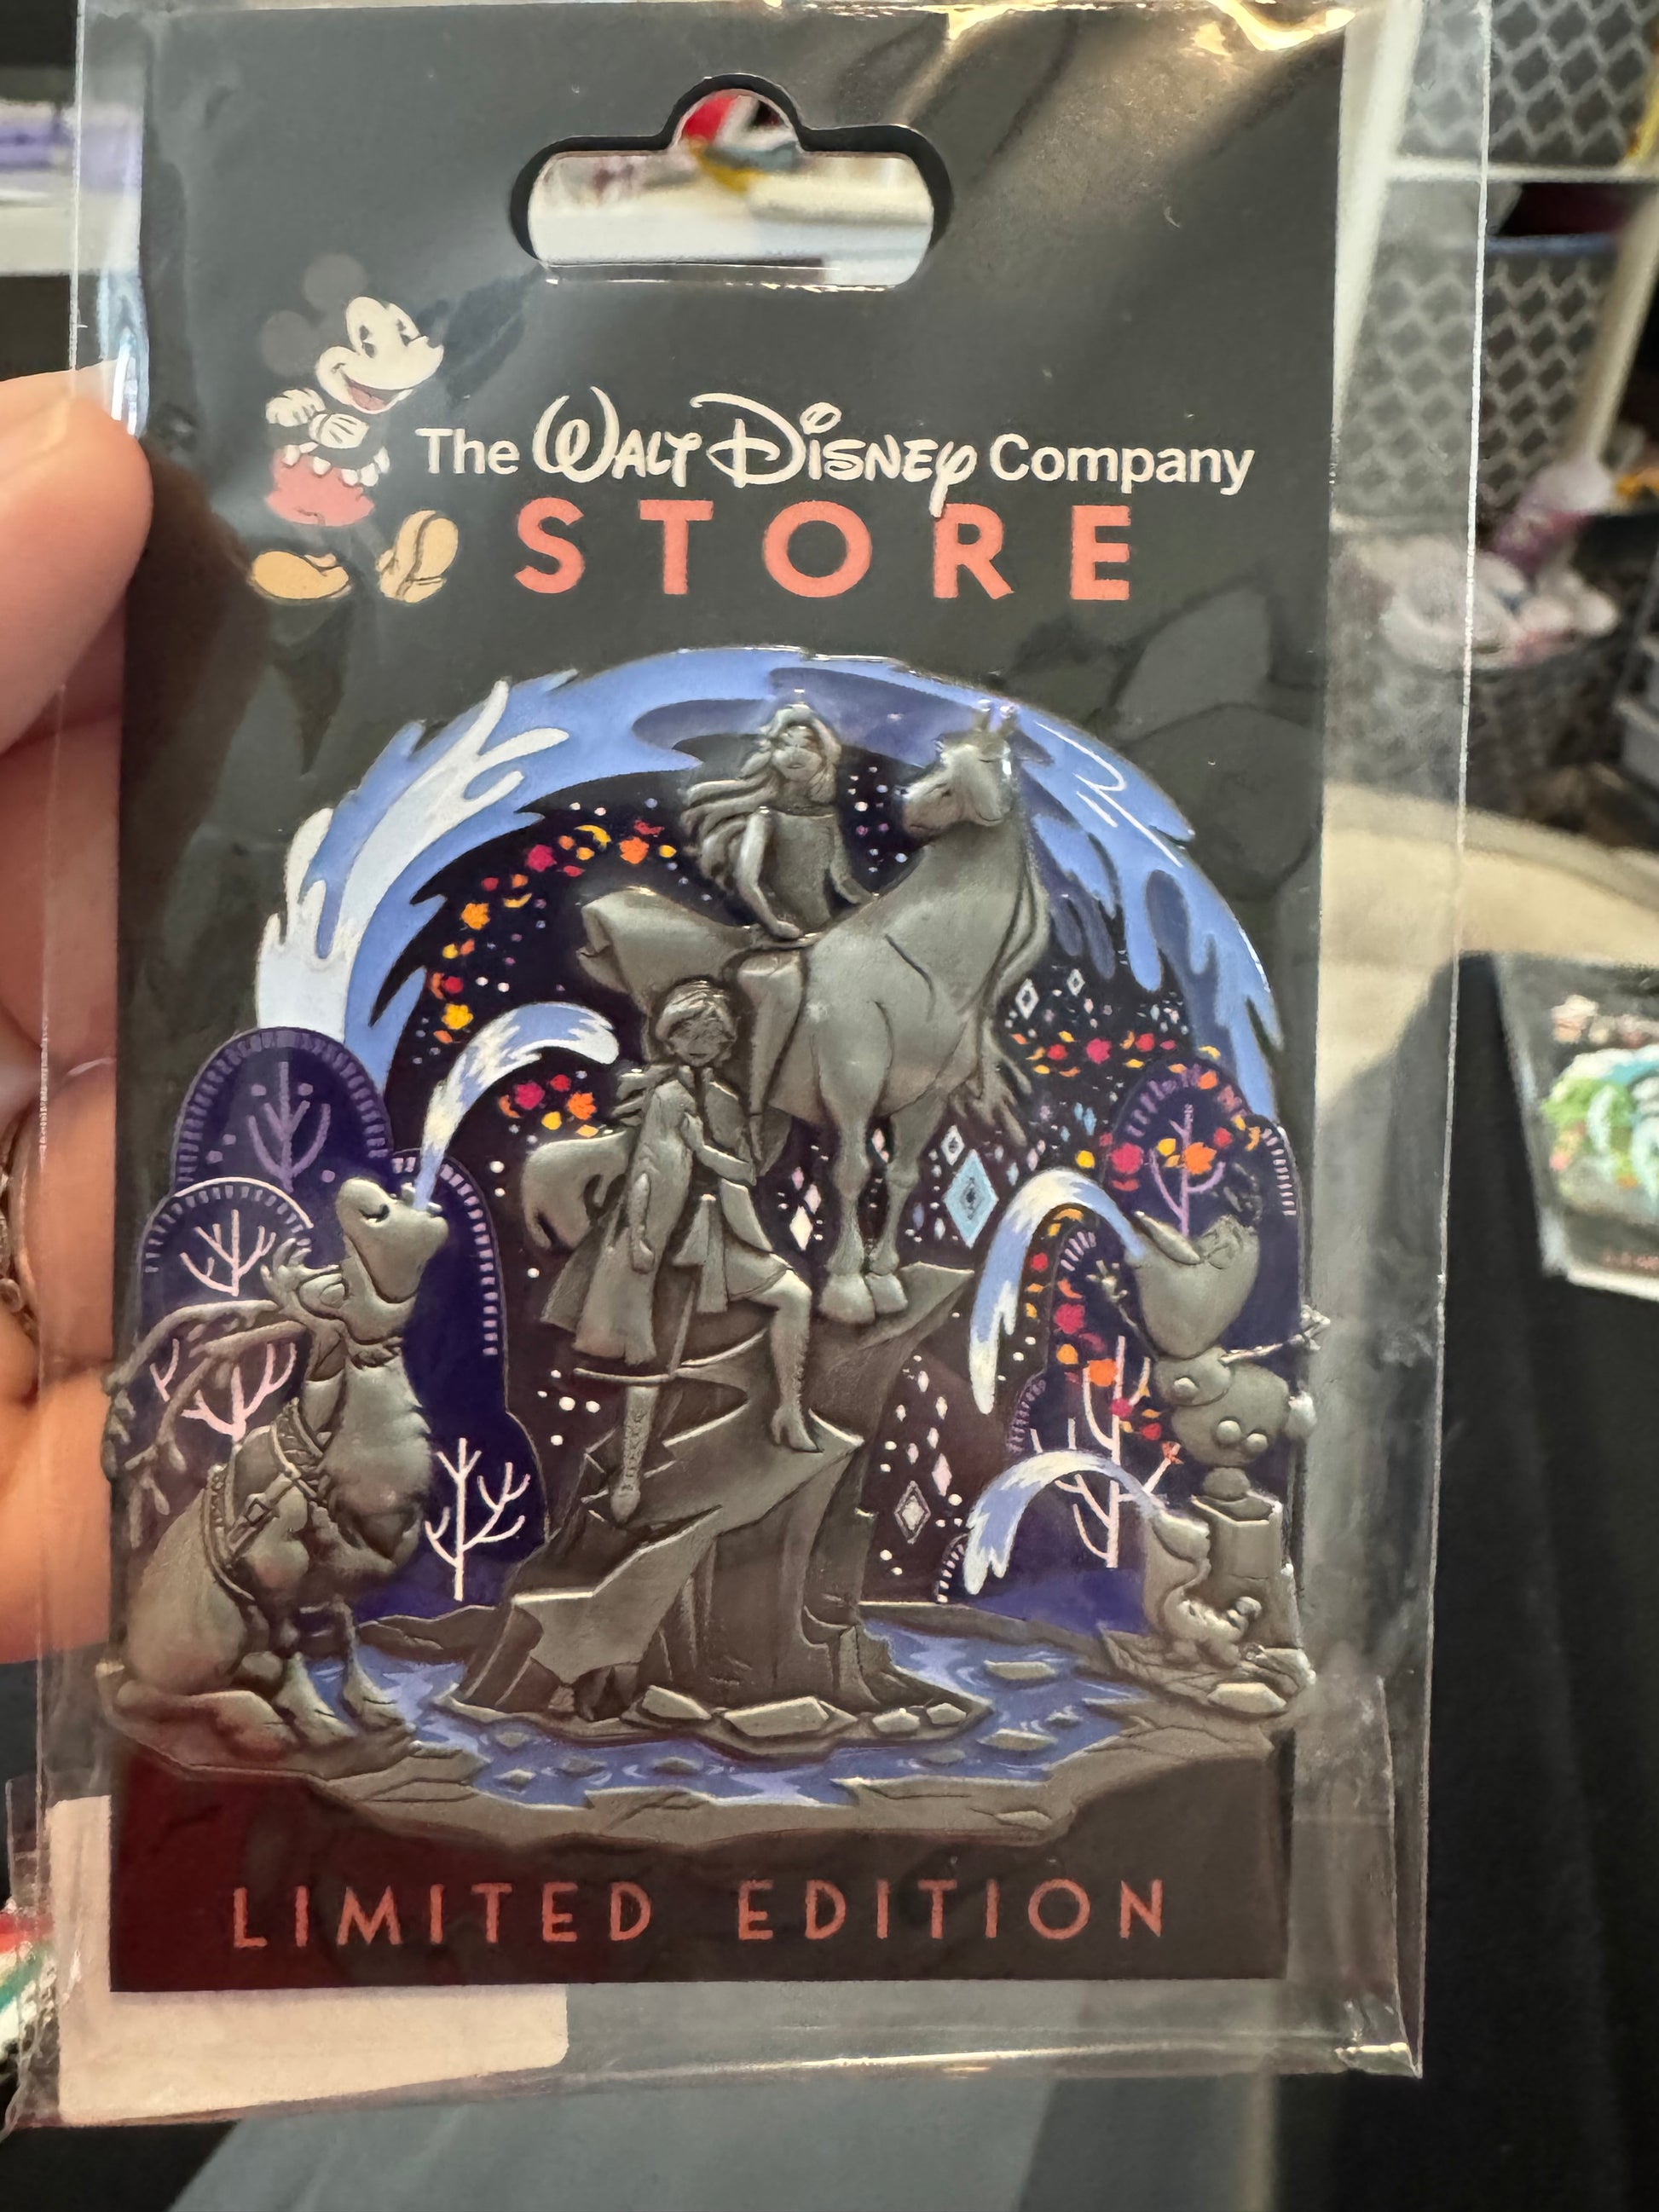 The Walt Disney Company
STORE
LIMITED EDITION